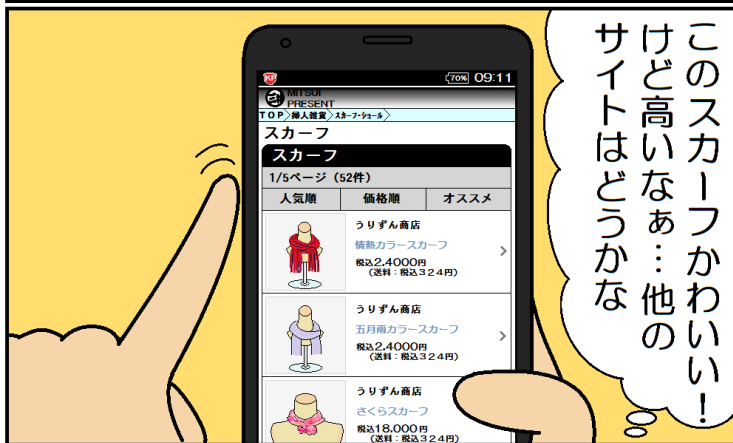 このスカーフかわいい！
けど高いなぁ…他の
サイトはどうかな
KP
70% 09:11
MITSUI
PRESENT
TOP〉婦人雑貨〉スカーフ・ショール〉
スカーフ
スカーフ
1/5ページ（52件）
人気順 価格順 オススメ
うりずん商店
情熱カラースカーフ
税込2.4000円
（送料：税込324円）
うりずん商店
五月雨カラースカーフ
税込2.4000円
（送料：税込324円）
うりずん商店
さくらスカーフ
税込18.000円
（送料：税込324円）